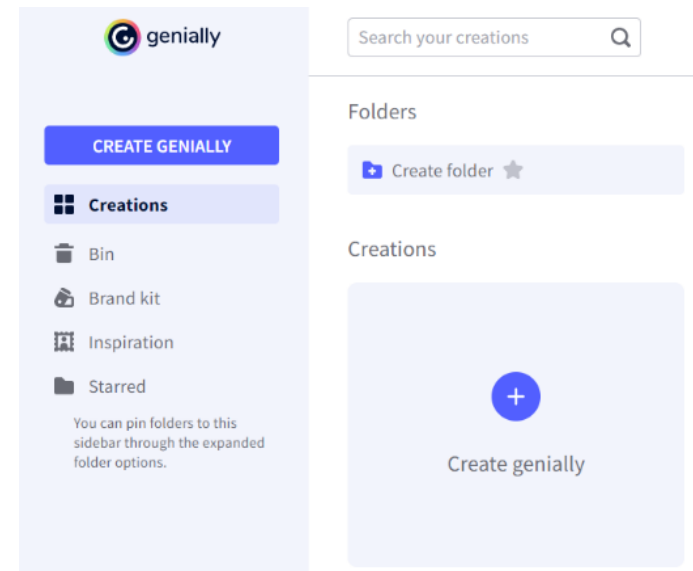 genially
CREATE GENIALLY
Creations
Bin
Brand kit
Inspiration
Starred
You can pin folders to this
sidebar through the expanded
folder options.
Search your creations
Folders
Create folder
Creations
Create genially